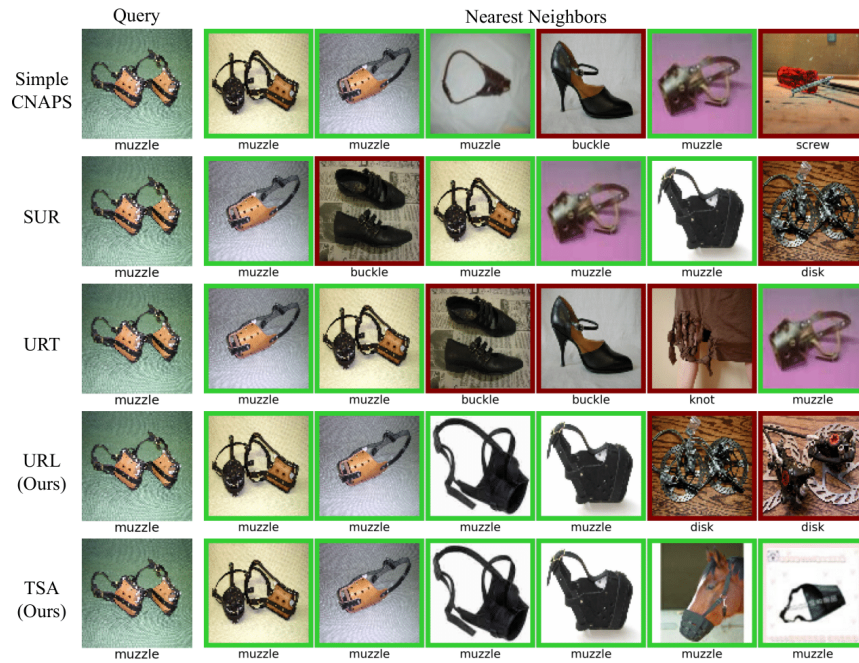 Query Nearest Neighbors
Simple
CNAPS
muzzle muzzle muzzle muzzle buckle muzzle screw
SUR
muzzle muzzle buckle muzzle muzzle muzzle disk
URT
muzzle muzzle muzzle buckle buckle knot muzzle
URL
(Ours)
muzzle muzzle muzzle muzzle muzzle disk disk
TSA
(Ours)
muzzle muzzle muzzle muzzle muzzle muzzle muzzle